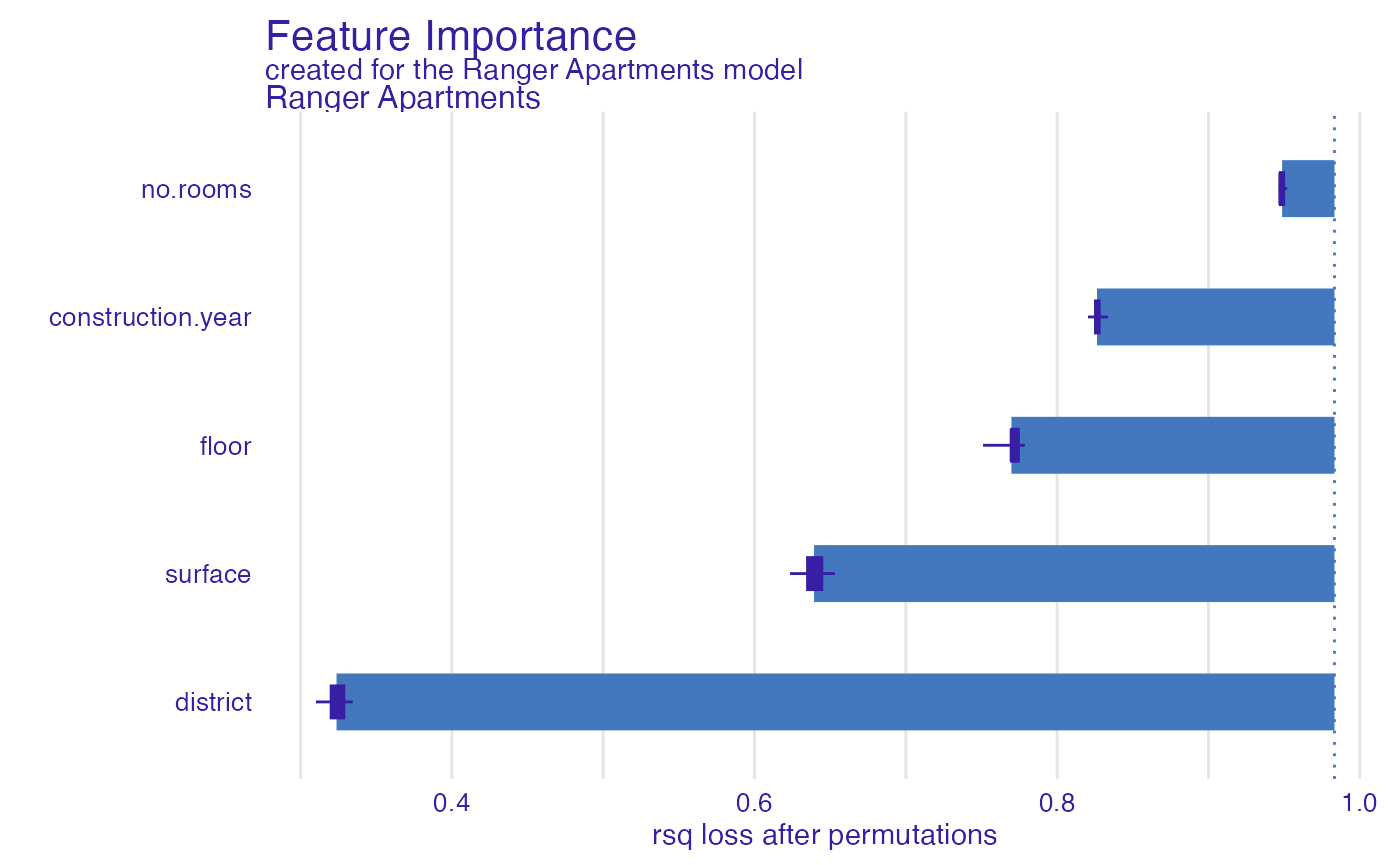 Feature Importance
created for the Ranger Apartments model
Ranger Apartments
no.rooms
construction.year
floor
surface
district
0.4 0.6 0.8 1.0
rsq loss after permutations